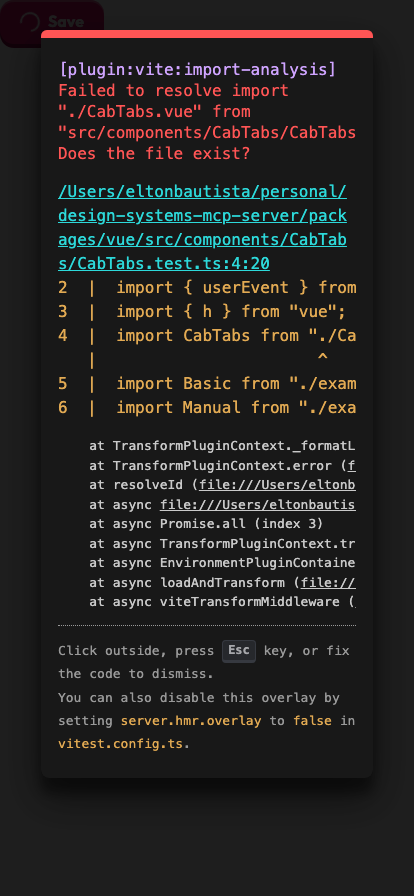 Save
[plugin:vite:import-analysis]
Failed to resolve import
"./CabTabs.vue" from
"src/components/CabTabs/CabTabs
Does the file exist?
/Users/eltonbautista/personal/
design-systems-mcp-server/pack
ages/vue/src/components/CabTab
s/CabTabs.test.ts:4:20
2  |  import { userEvent } from
3  |  import { h } from "vue";
4  |  import CabTabs from "./Ca
   |                       ^
5  |  import Basic from "./exam
6  |  import Manual from "./exa
at TransformPluginContext._formatL
at TransformPluginContext.error (f
at resolveId (file:///Users/eltonb
at async file:///Users/eltonbautis
at async Promise.all (index 3)
at async TransformPluginContext.tr
at async EnvironmentPluginContaine
at async loadAndTransform (file://
at async viteTransformMiddleware (
Click outside, press Esc key, or fix
the code to dismiss.
You can also disable this overlay by
setting server.hmr.overlay to false in
vitest.config.ts.